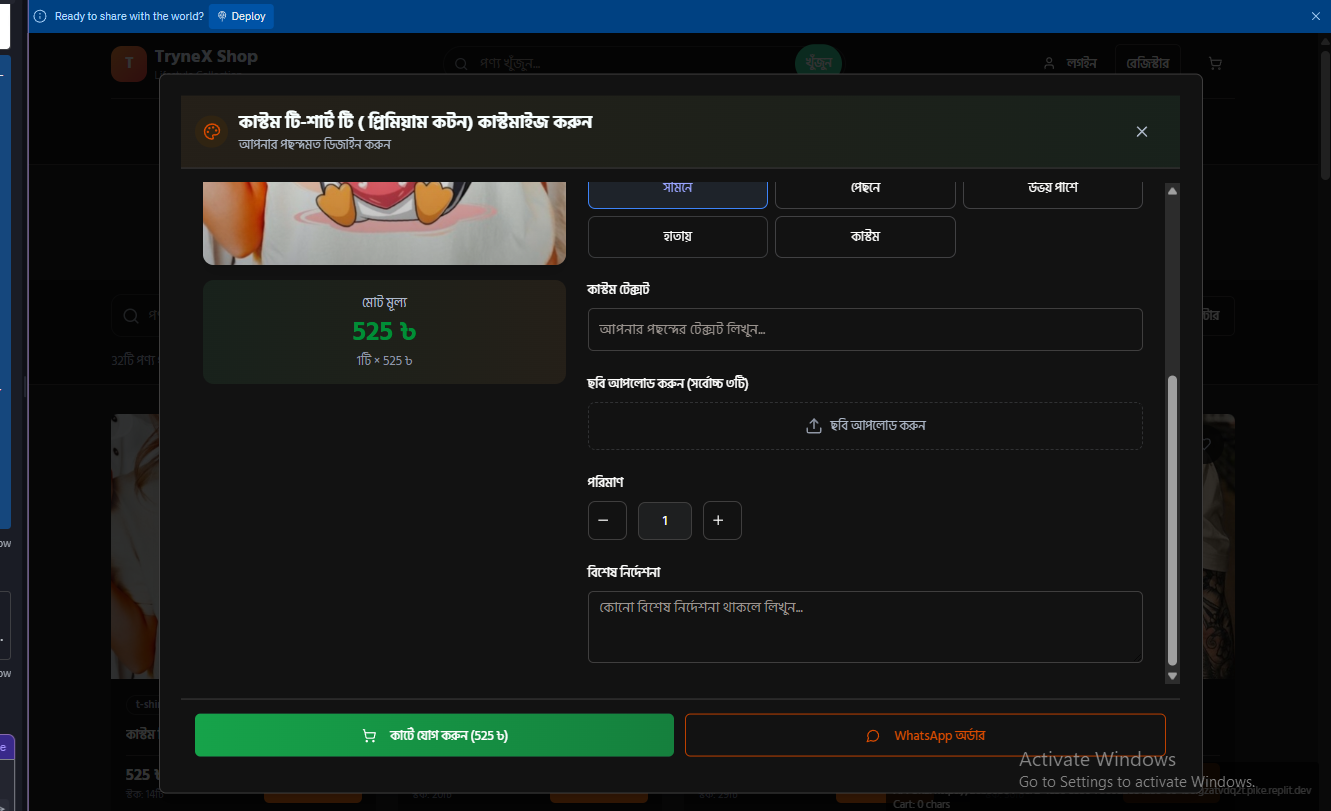 Ready to share with the world?
Deploy
T
TryneX Shop
পণ্য খুঁজুন...
খুঁজুন
লগইন
রেজিস্টার
কাস্টম টি-শার্ট টি ( প্রিমিয়াম কটন) কাস্টমাইজ করুন
আপনার পছন্দমত ডিজাইন করুন
সামনে
পেছনে
উভয় পাশে
হাতায়
কাস্টম
মোট মূল্য
525 ৳
1টি × 525 ৳
কাস্টম টেক্সট
আপনার পছন্দের টেক্সট লিখুন...
ছবি আপলোড করুন (সর্বোচ্চ ৩টি)
ছবি আপলোড করুন
পরিমাণ
1
বিশেষ নির্দেশনা
কোনো বিশেষ নির্দেশনা থাকলে লিখুন...
32টি পণ্য
কাস্টম
525 ৳
কার্টে যোগ করুন (525 ৳)
WhatsApp অর্ডার
Activate Windows
Go to Settings to activate Windows.
Cart: 0 chars